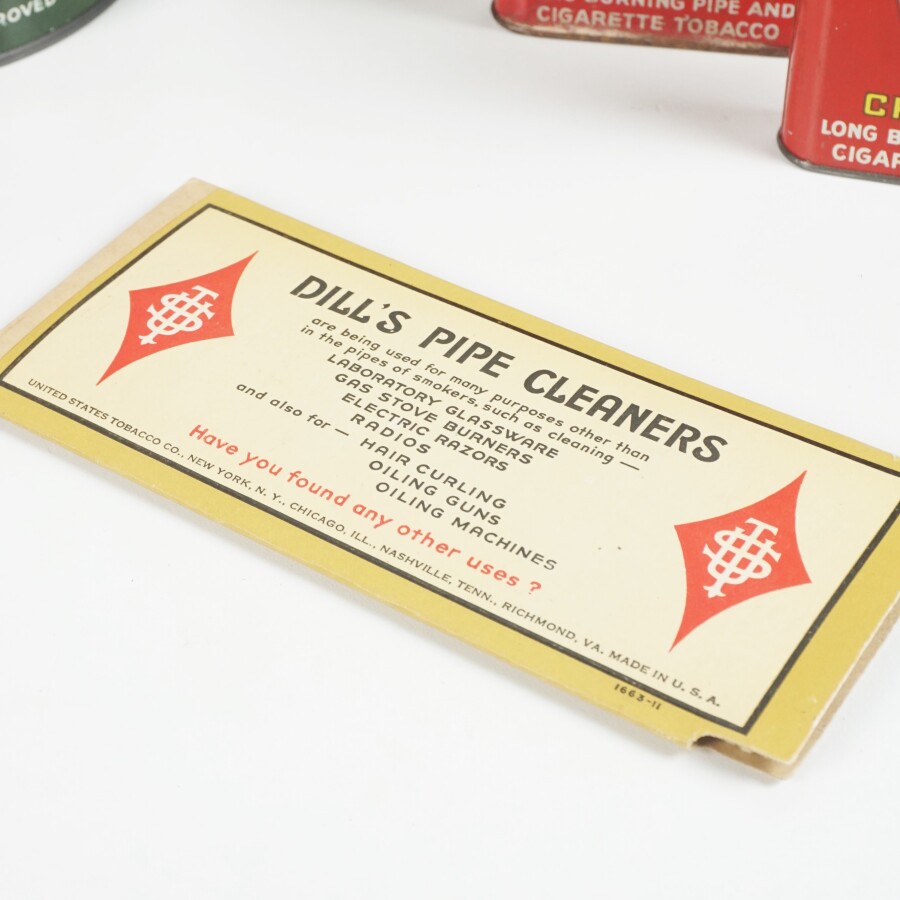 ROVED
BURNING PIPE AND
CIGARETTE TOBACCO
LONG
DILL'S PIPE CLEANERS
are being used for many purposes other than
in the pipes of smokers, such as cleaning —
LABORATORY GLASSWARE
GAS STOVE BURNERS
ELECTRIC RAZORS
RADIOS
and also for — HAIR CURLING
OILING GUNS
OILING MACHINES
Have you found any other uses ?
UNITED STATES TOBACCO CO., NEW YORK, N. Y., CHICAGO, ILL., NASHVILLE, TENN., RICHMOND, VA. MADE IN U. S. A.
1663-11